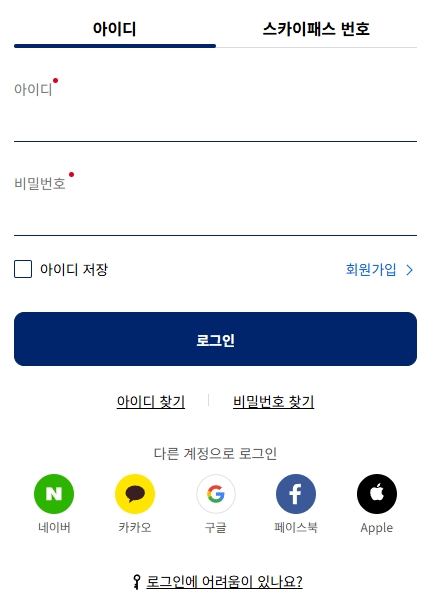 아이디 스카이패스 번호
아이디
비밀번호
아이디 저장 회원가입
로그인
아이디 찾기 비밀번호 찾기
다른 계정으로 로그인
네이버 카카오 구글 페이스북 Apple
로그인에 어려움이 있나요?